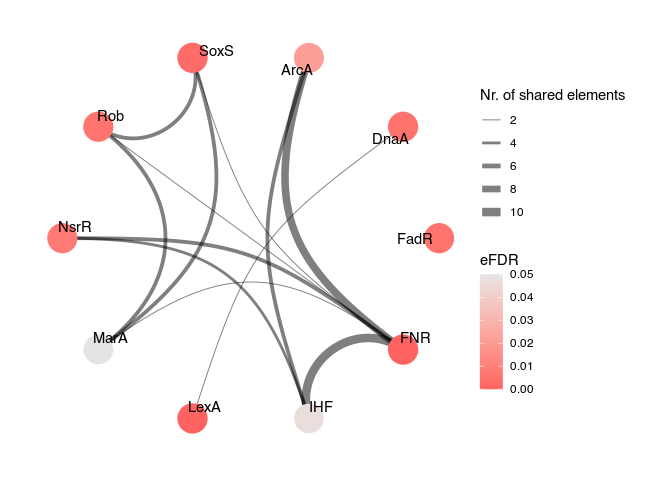 SoxS
ArcA
Rob
DnaA
NsrR
FadR
MarA
FNR
LexA
IHF
Nr. of shared elements
2
4
6
8
10
eFDR
0.05
0.04
0.03
0.02
0.01
0.00